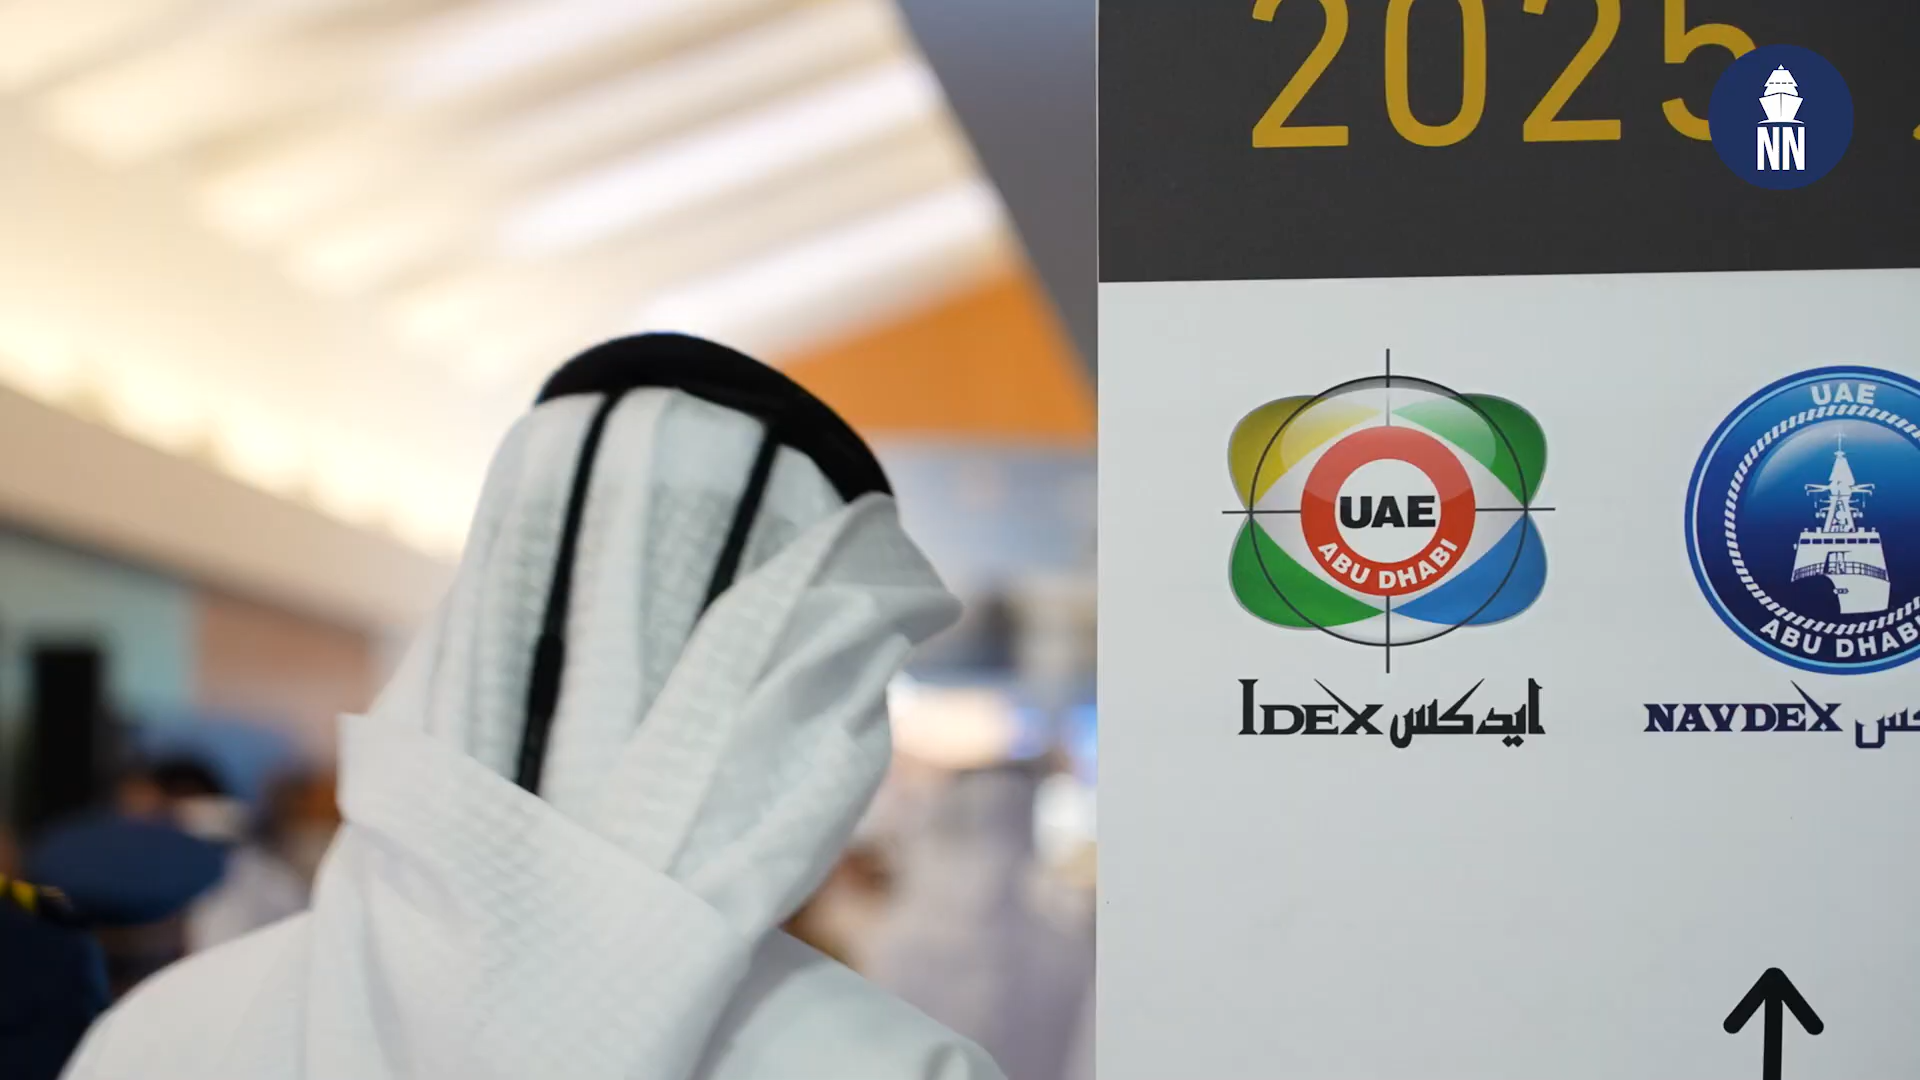 2025
NN
UAE
ABU DHABI
IDEX ايدكس
UAE
ABU DHABI
NAVDEX